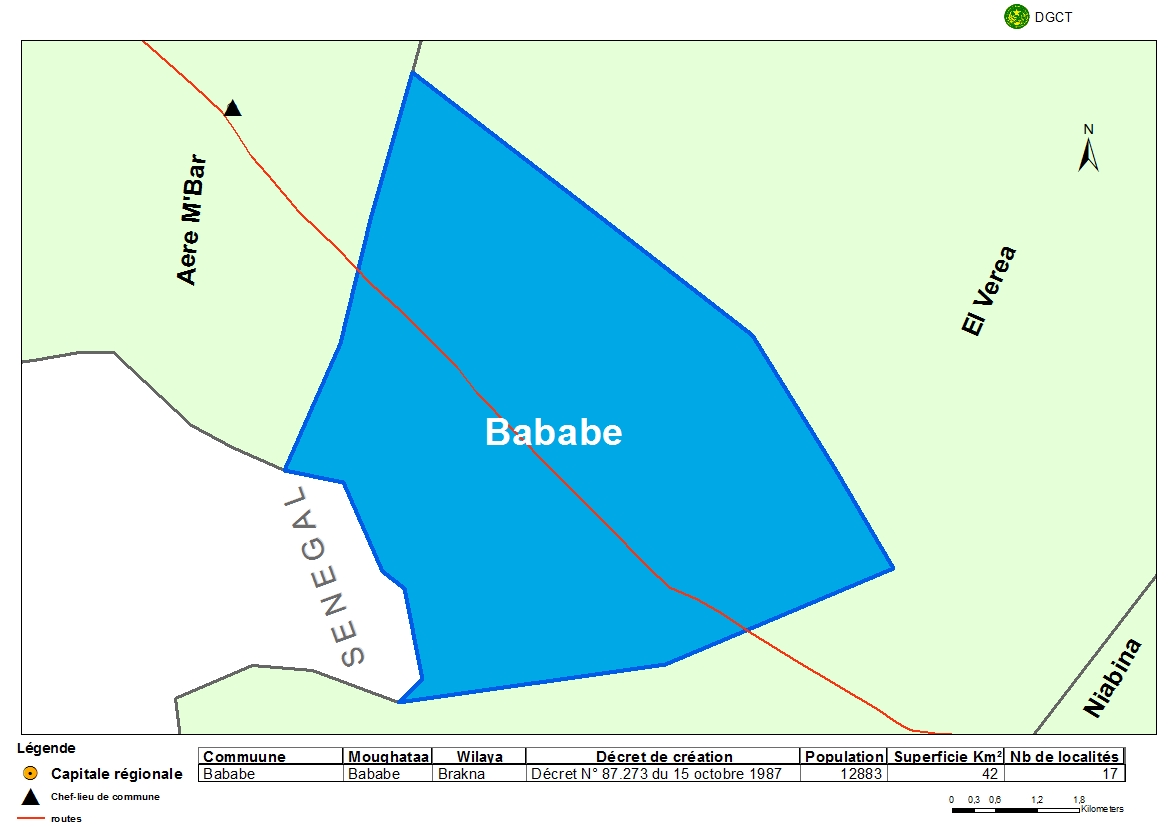 DGCT
N
Aere M'Bar
El Verea
Bababe
SENEGAL
Niabina
Légende
Capitale régionale
Chef-lieu de commune
routes
Commuune Moughataa Wilaya Décret de création Population Superficie Km² Nb de localités
Bababe Bababe Brakna Décret N° 87.273 du 15 octobre 1987 12883 42 17
0 0,3 0,6 1,2 1,8
Kilometers